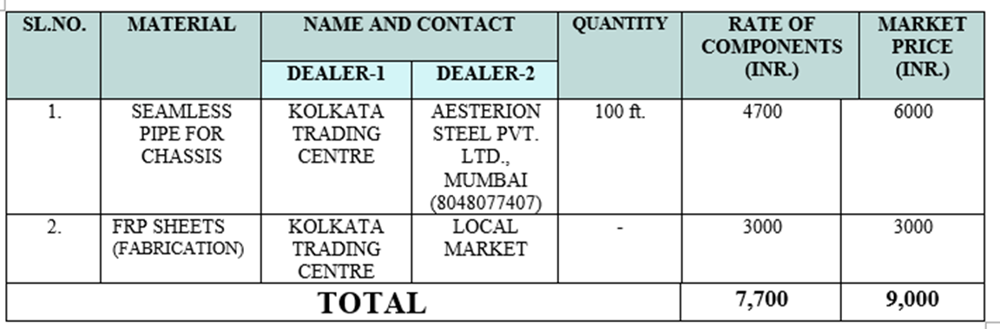 SL.NO. MATERIAL NAME AND CONTACT QUANTITY RATE OF COMPONENTS (INR.) MARKET PRICE (INR.)
DEALER-1 DEALER-2
1. SEAMLESS PIPE FOR CHASSIS KOLKATA TRADING CENTRE AESTERION STEEL PVT. LTD., MUMBAI (8048077407) 100 ft. 4700 6000
2. FRP SHEETS (FABRICATION) KOLKATA TRADING CENTRE LOCAL MARKET - 3000 3000
TOTAL 7,700 9,000